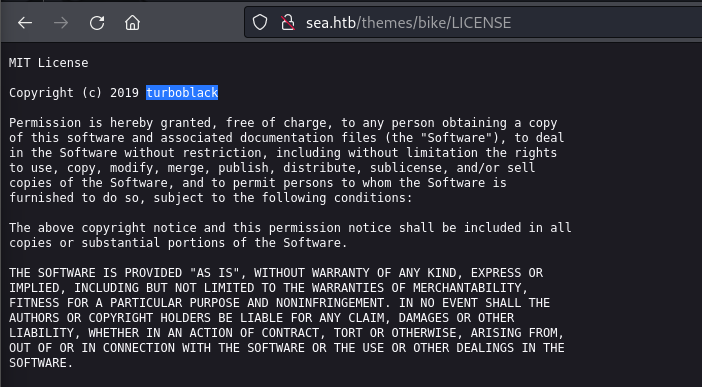 sea.htb/themes/bike/LICENSE
MIT License
Copyright (c) 2019 turboblack
Permission is hereby granted, free of charge, to any person obtaining a copy
of this software and associated documentation files (the "Software"), to deal
in the Software without restriction, including without limitation the rights
to use, copy, modify, merge, publish, distribute, sublicense, and/or sell
copies of the Software, and to permit persons to whom the Software is
furnished to do so, subject to the following conditions:
The above copyright notice and this permission notice shall be included in all
copies or substantial portions of the Software.
THE SOFTWARE IS PROVIDED "AS IS", WITHOUT WARRANTY OF ANY KIND, EXPRESS OR
IMPLIED, INCLUDING BUT NOT LIMITED TO THE WARRANTIES OF MERCHANTABILITY,
FITNESS FOR A PARTICULAR PURPOSE AND NONINFRINGEMENT. IN NO EVENT SHALL THE
AUTHORS OR COPYRIGHT HOLDERS BE LIABLE FOR ANY CLAIM, DAMAGES OR OTHER
LIABILITY, WHETHER IN AN ACTION OF CONTRACT, TORT OR OTHERWISE, ARISING FROM,
OUT OF OR IN CONNECTION WITH THE SOFTWARE OR THE USE OR OTHER DEALINGS IN THE
SOFTWARE.